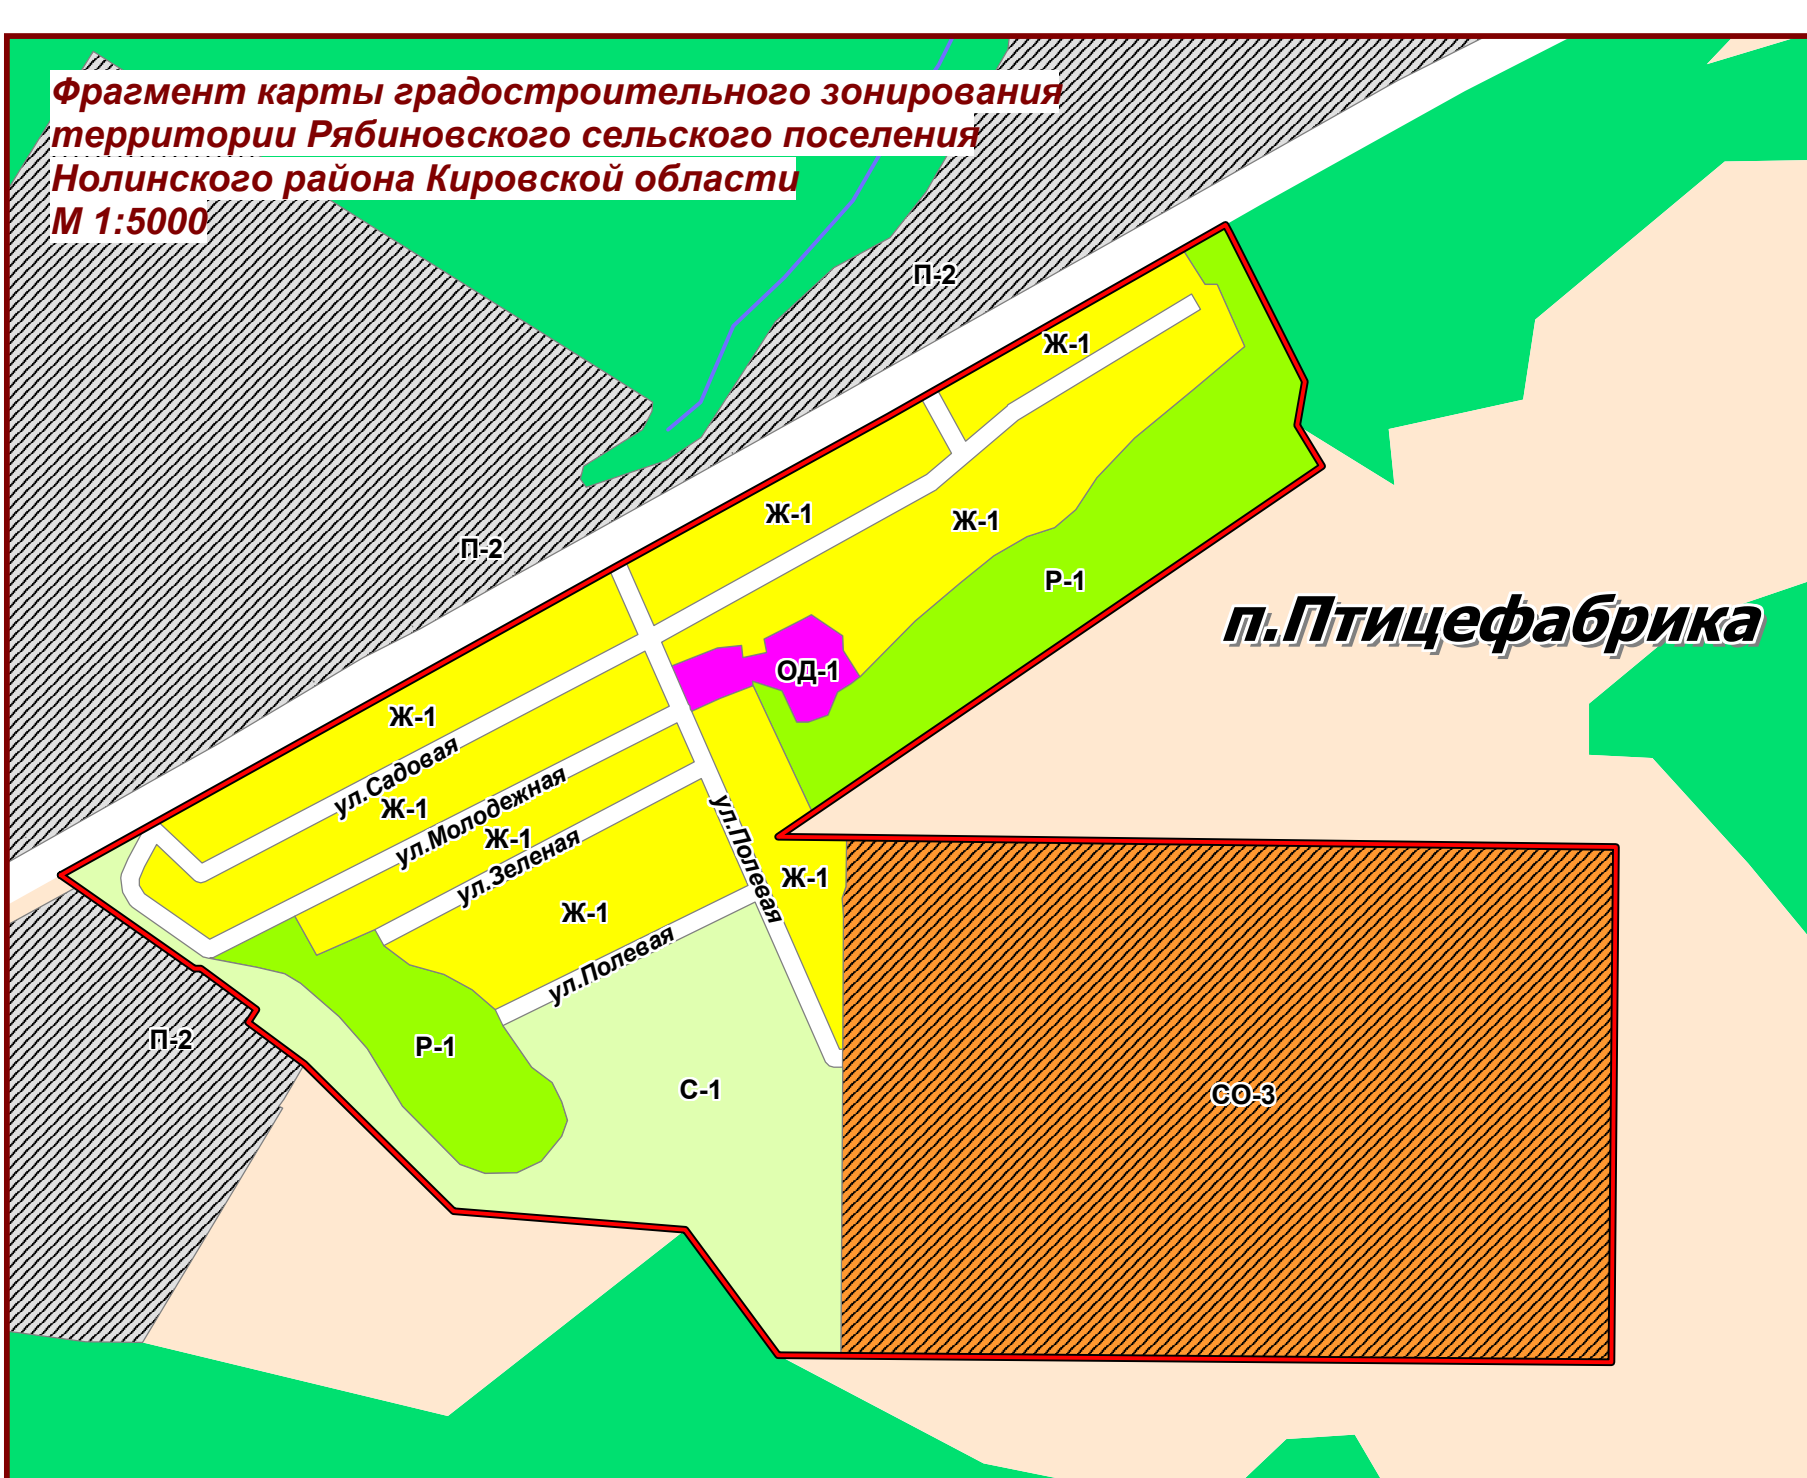 Фрагмент карты градостроительного зонирования
территории Рябиновского сельского поселения
Нолинского района Кировской области
М 1:5000
П-2
Ж-1
Ж-1
Ж-1
П-2
Р-1
п.Птицефабрика
ОД-1
Ж-1
ул.Садовая
Ж-1
ул.Молодежная
Ж-1
ул.Зеленая
ул.Полевая
Ж-1
Ж-1
ул.Полевая
П-2
Р-1
С-1
СО-3